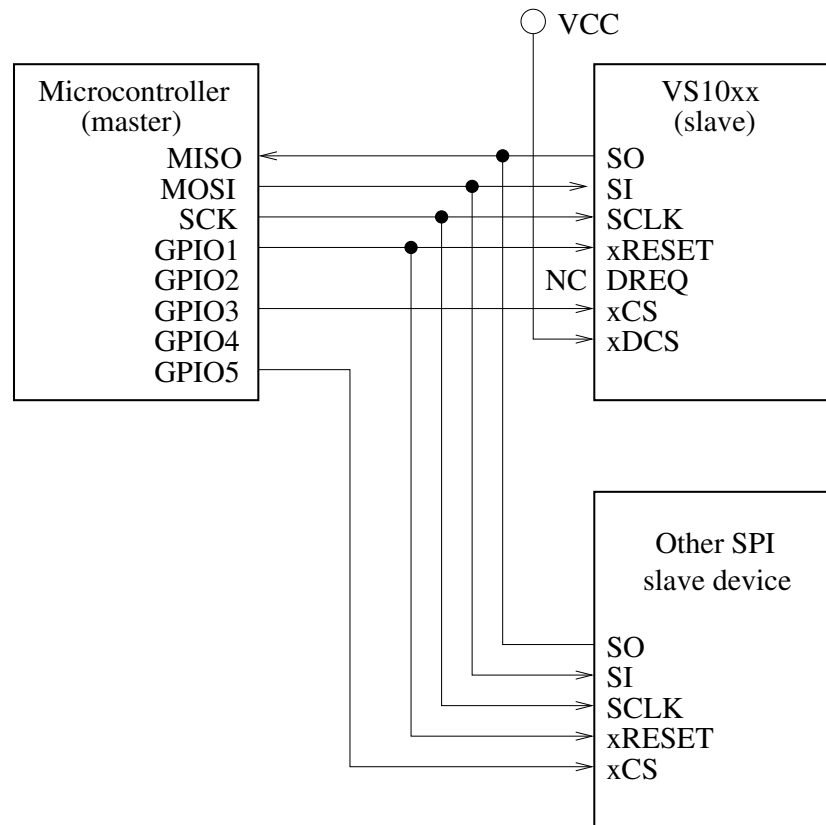 VCC
Microcontroller
(master)
MISO
MOSI
SCK
GPIO1
GPIO2
GPIO3
GPIO4
GPIO5
VS10xx
(slave)
SO
SI
SCLK
xRESET
NC DREQ
xCS
xDCS
Other SPI
slave device
SO
SI
SCLK
xRESET
xCS